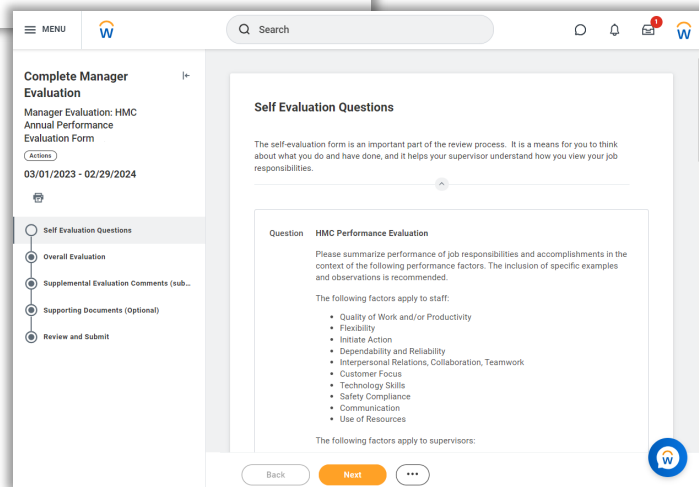 MENU
Search
1
Complete Manager
Evaluation
Manager Evaluation: HMC
Annual Performance
Evaluation Form
Actions
03/01/2023 - 02/29/2024
Self Evaluation Questions
Overall Evaluation
Supplemental Evaluation Comments (sub...
Supporting Documents (Optional)
Review and Submit
Self Evaluation Questions
The self-evaluation form is an important part of the review process.  It is a means for you to think
about what you do and have done, and it helps your supervisor understand how you view your job
responsibilities.
Question HMC Performance Evaluation
Please summarize performance of job responsibilities and accomplishments in the
context of the following performance factors. The inclusion of specific examples
and observations is recommended.
The following factors apply to staff:
• Quality of Work and/or Productivity
• Flexibility
• Initiate Action
• Dependability and Reliability
• Interpersonal Relations, Collaboration, Teamwork
• Customer Focus
• Technology Skills
• Safety Compliance
• Communication
• Use of Resources
The following factors apply to supervisors:
Back
Next